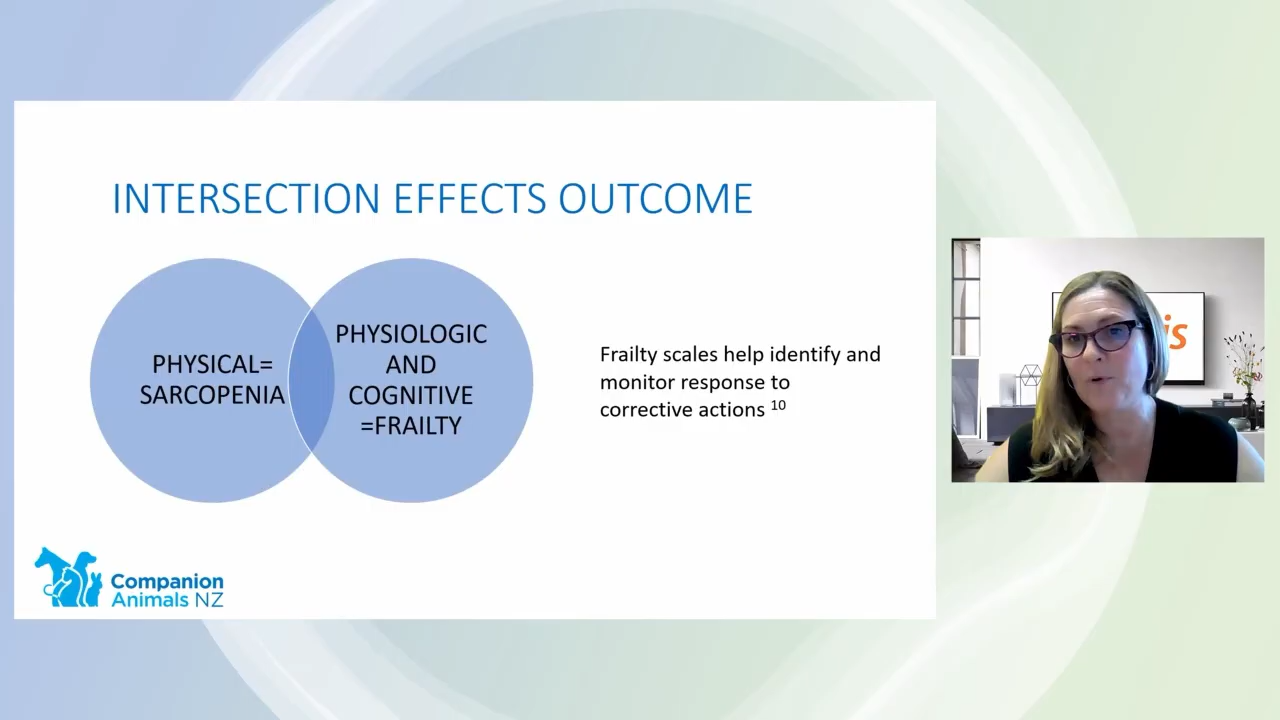 INTERSECTION EFFECTS OUTCOME
PHYSICAL=
SARCOPENIA
PHYSIOLOGIC
AND
COGNITIVE
=FRAILTY
Frailty scales help identify and
monitor response to
corrective actions 10
Companion
Animals NZ
is